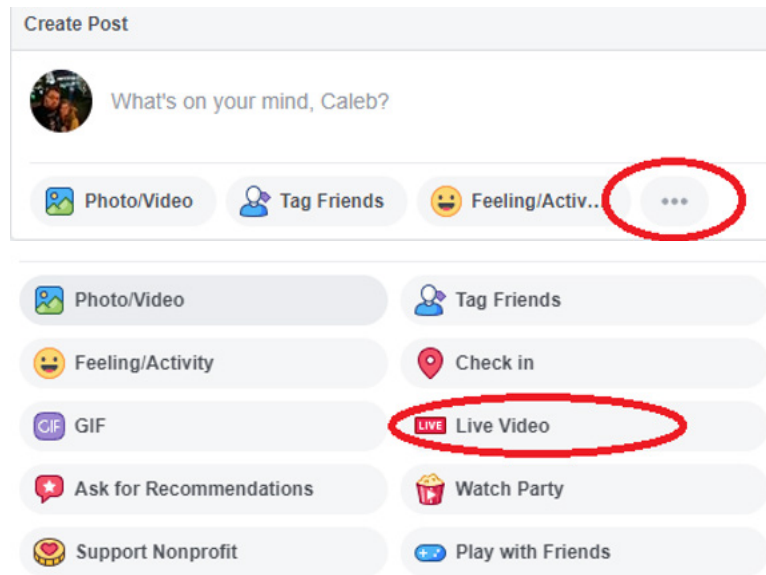 Create Post
What's on your mind, Caleb?
Photo/Video Tag Friends Feeling/Activ... •••
Photo/Video Tag Friends
Feeling/Activity Check in
GIF GIF LIVE Live Video
Ask for Recommendations Watch Party
Support Nonprofit Play with Friends